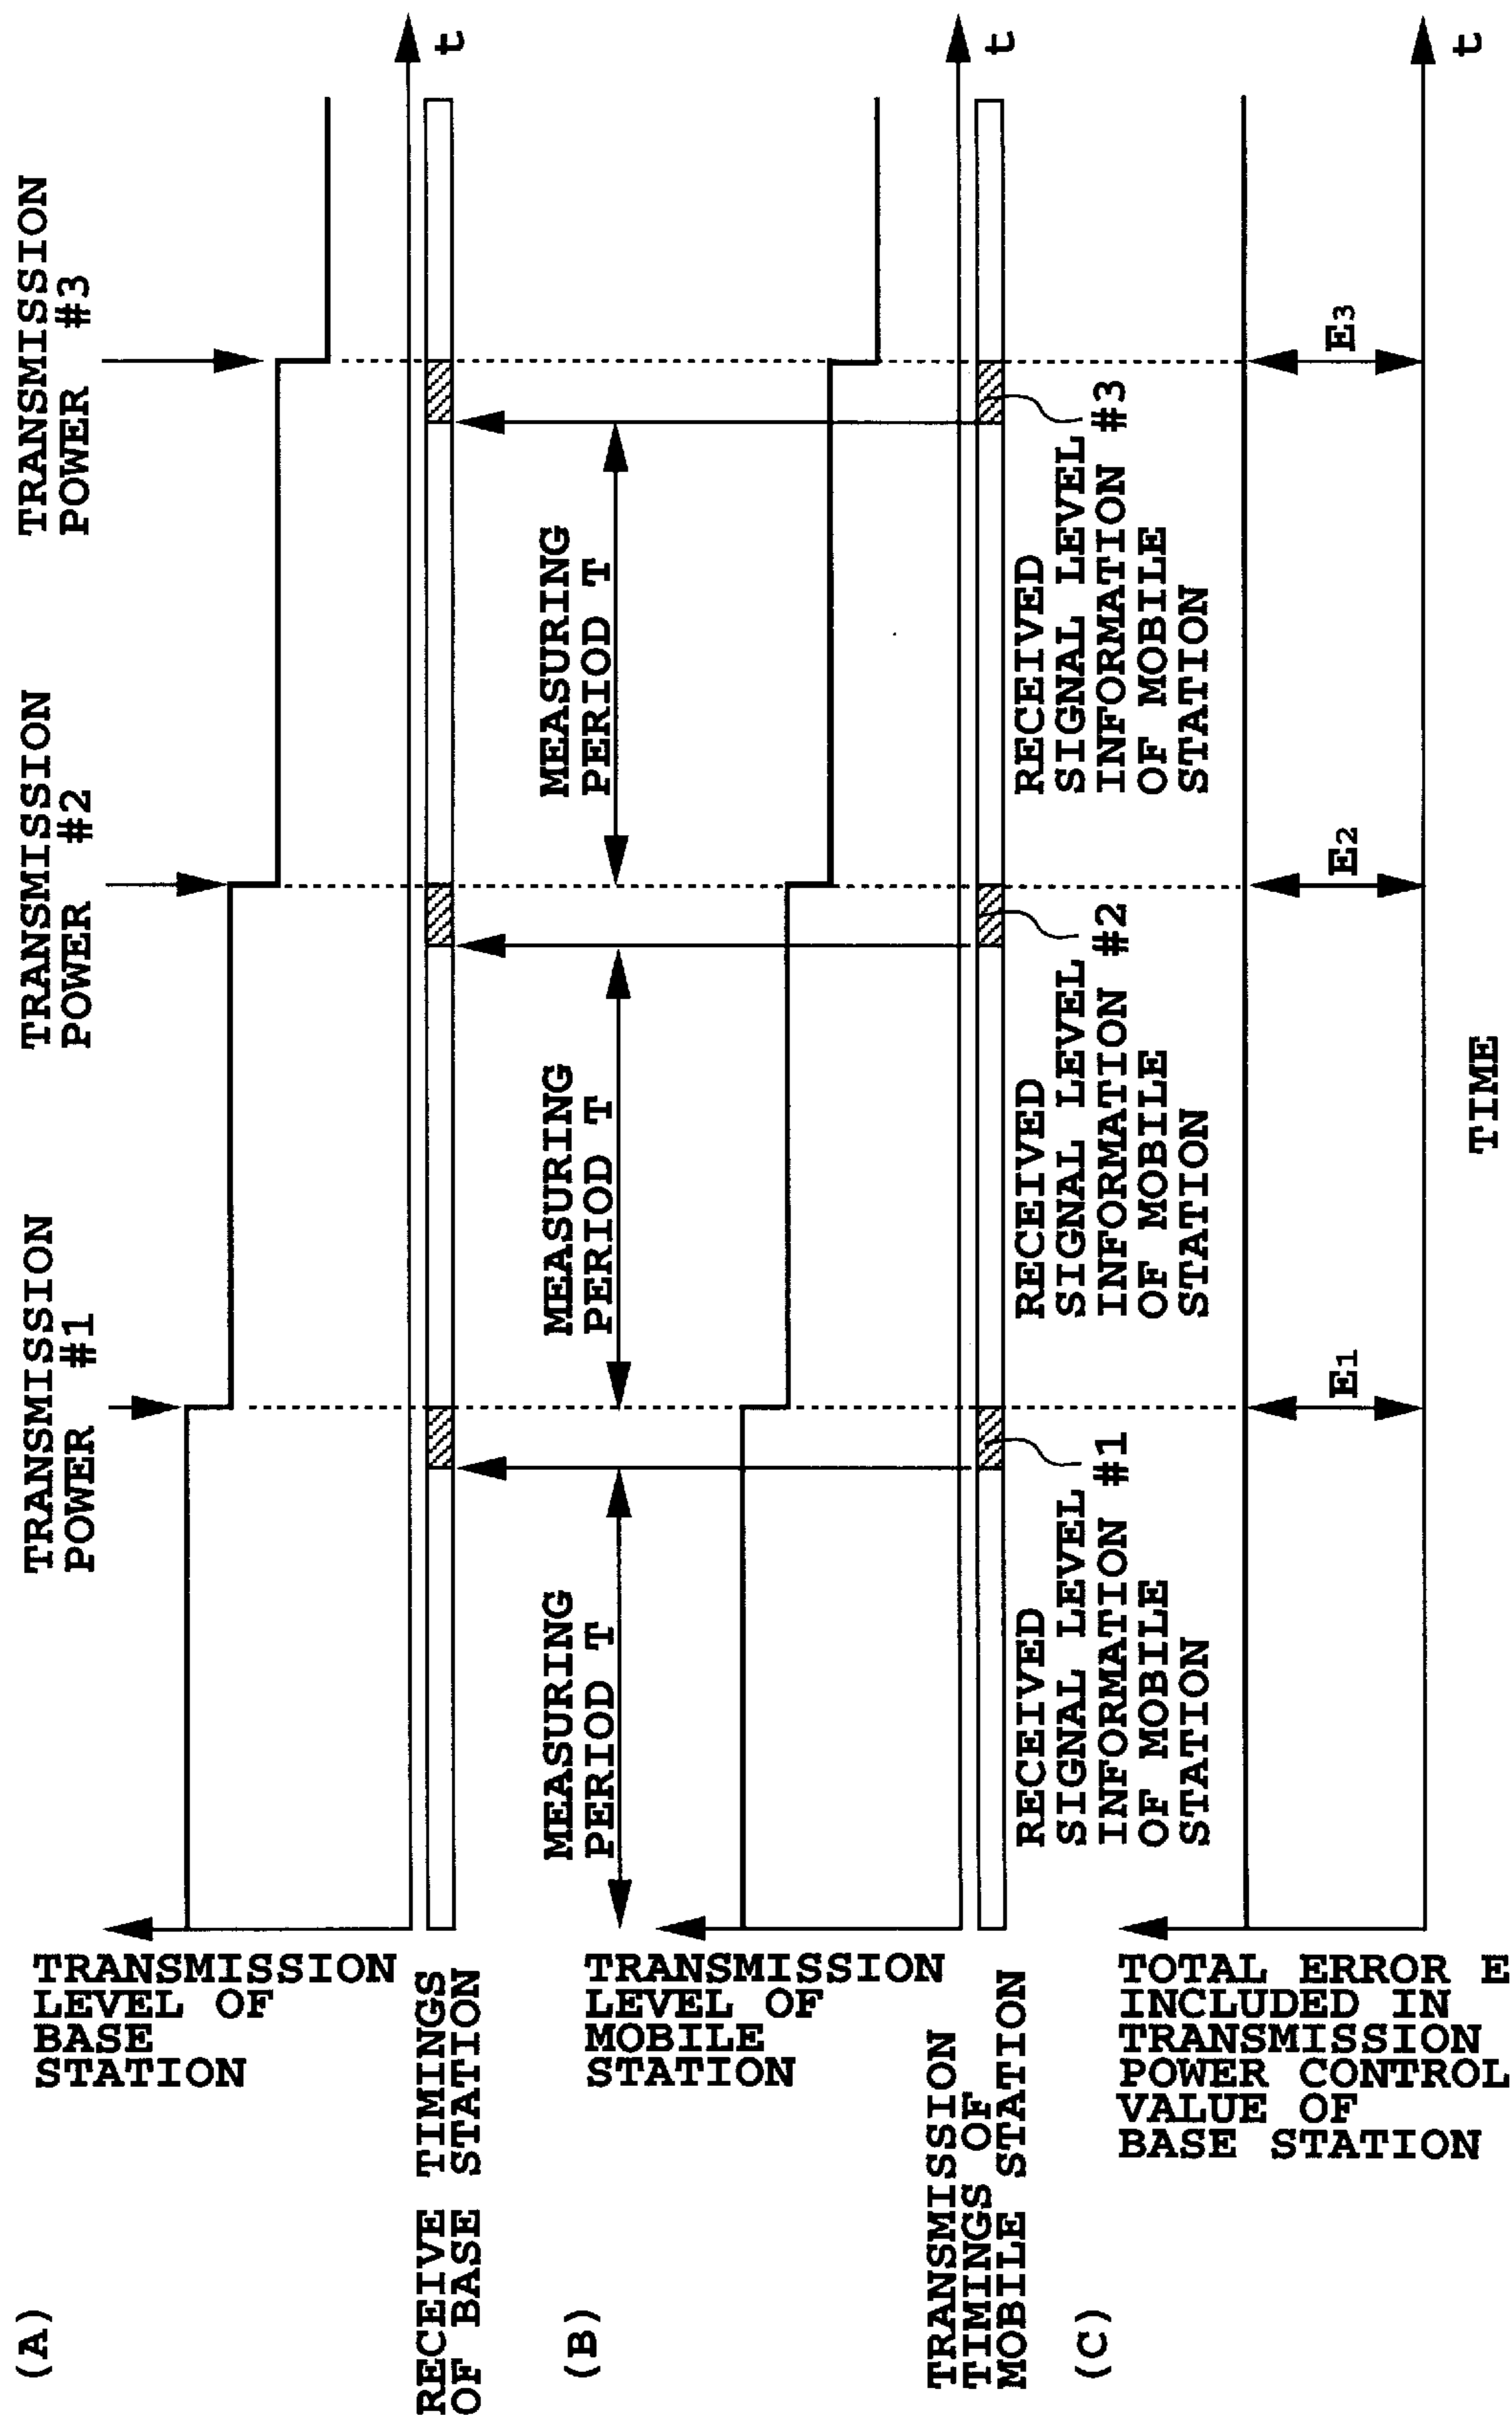 (A)
TRANSMISSION
LEVEL OF
BASE
STATION
TRANSMISSION
POWER #1
TRANSMISSION
POWER #2
TRANSMISSION
POWER #3
t
RECEIVE TIMINGS
OF BASE STATION
MEASURING
PERIOD T
MEASURING
PERIOD T
MEASURING
PERIOD T
(B)
TRANSMISSION
LEVEL OF
MOBILE
STATION
t
TRANSMISSION
TIMINGS OF
MOBILE STATION
RECEIVED
SIGNAL LEVEL
INFORMATION #1
OF MOBILE
STATION
RECEIVED
SIGNAL LEVEL
INFORMATION #2
OF MOBILE
STATION
RECEIVED
SIGNAL LEVEL
INFORMATION #3
OF MOBILE
STATION
(C)
TOTAL ERROR E
INCLUDED IN
TRANSMISSION
POWER CONTROL
VALUE OF
BASE STATION
E1
E2
E3
t
TIME